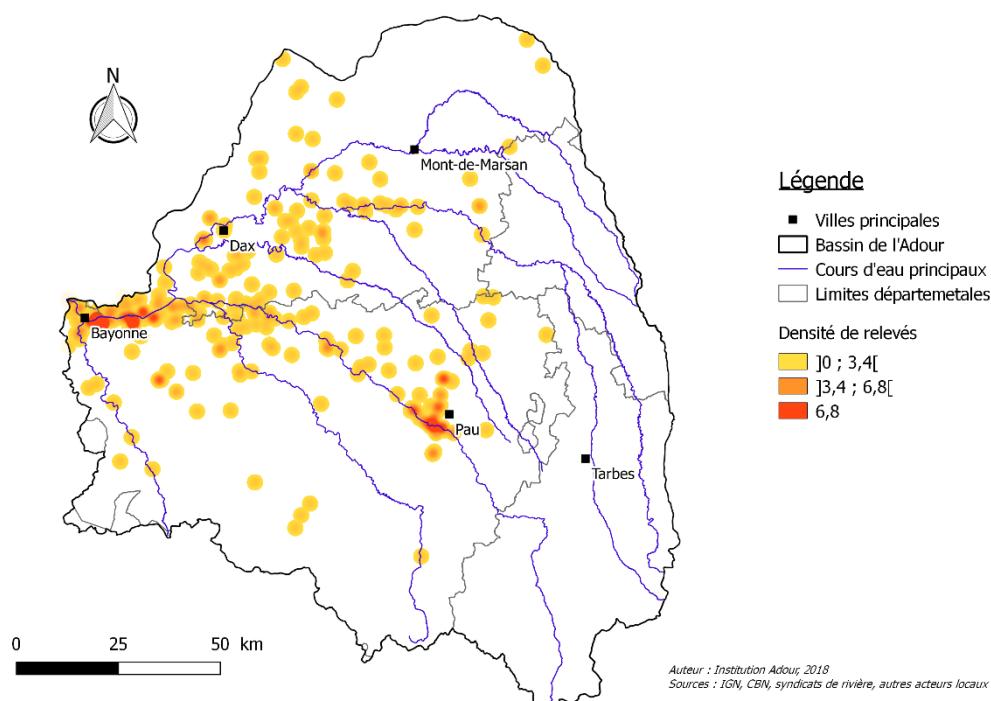 N
Mont-de-Marsan
Dax
Bayonne
Pau
Tarbes
Légende
Villes principales
Bassin de l'Adour
Cours d'eau principaux
Limites départemetales
Densité de relevés
]0 ; 3,4[
]3,4 ; 6,8[
6,8
0 25 50 km
Auteur : Institution Adour, 2018
Sources : IGN, CBN, syndicats de rivière, autres acteurs locaux